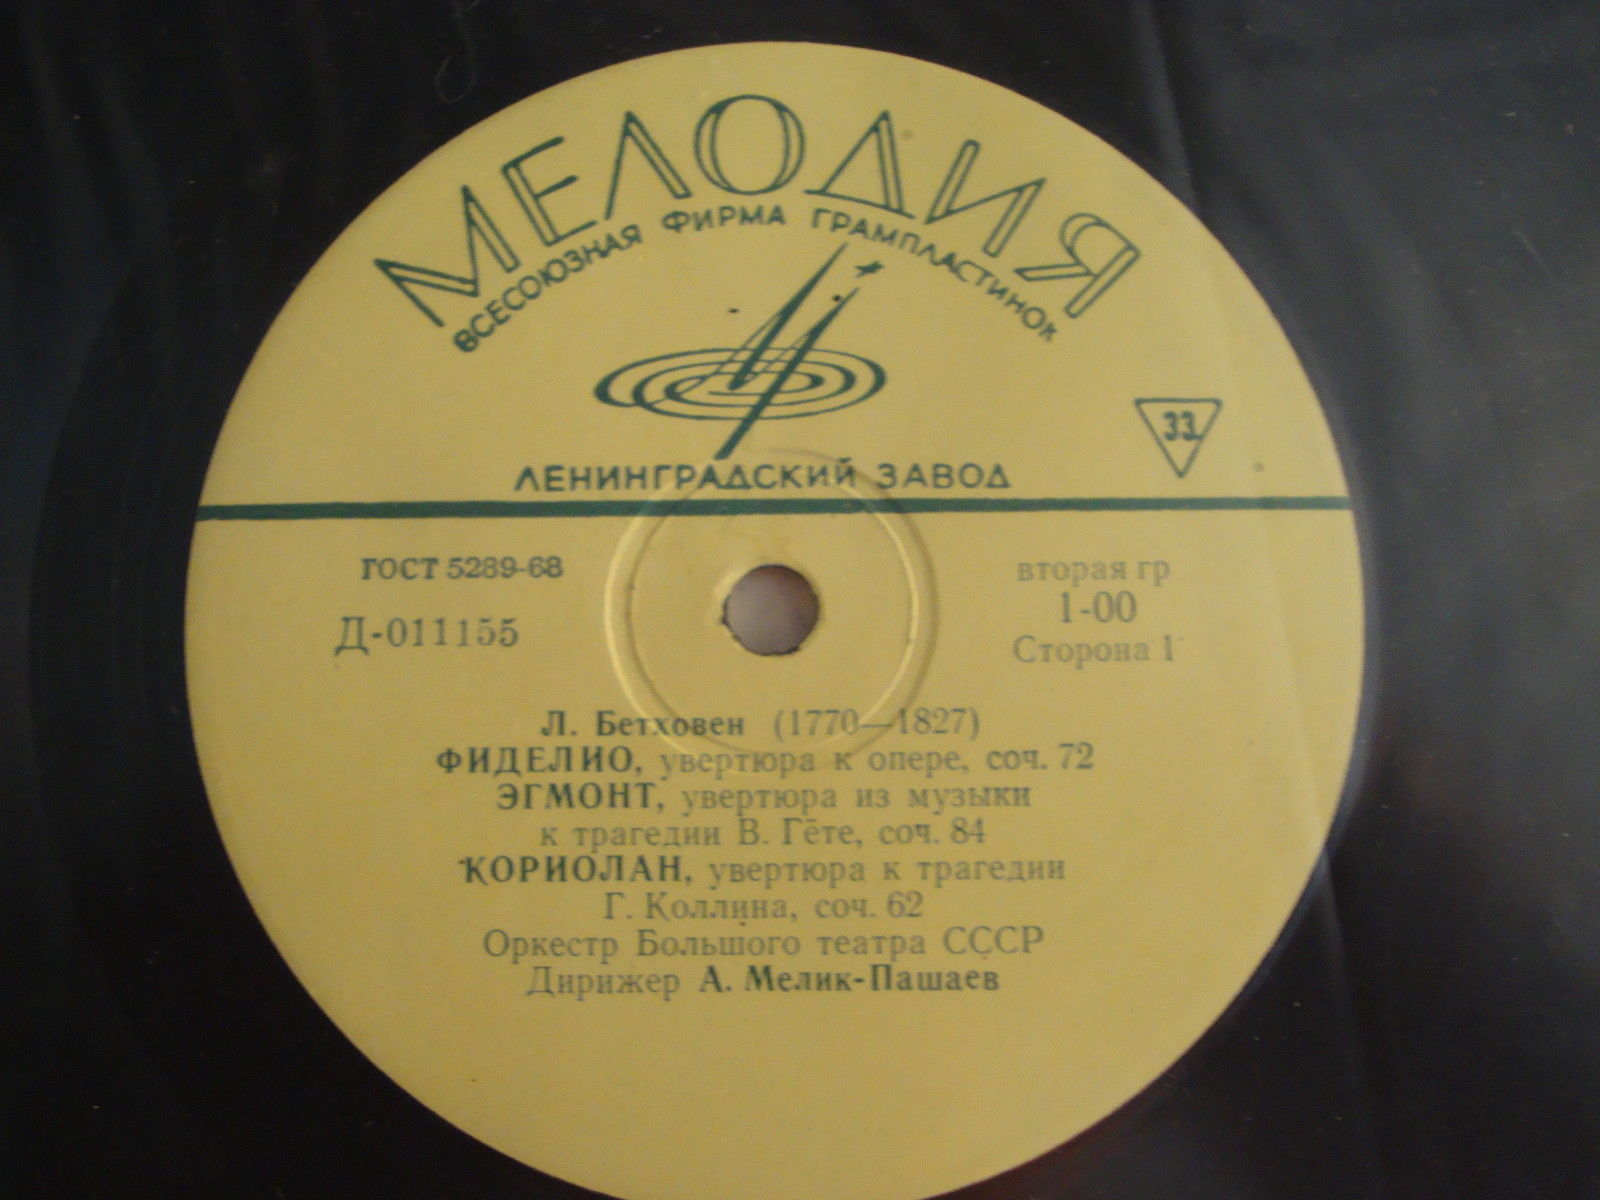 МЕЛОДИЯ
ВСЕСОЮЗНАЯ ФИРМА ГРАМПЛАСТИНОК
33
ЛЕНИНГРАДСКИЙ ЗАВОД
ГОСТ 5289-68
вторая гр
Д-011155
1-00
Сторона 1
Л. Бетховен (1770—1827)
ФИДЕЛИО, увертюра к опере, соч. 72
ЭГМОНТ, увертюра из музыки
к трагедии В. Гёте, соч. 84
КОРИОЛАН, увертюра к трагедии
Г. Коллина, соч. 62
Оркестр Большого театра СССР
Дирижер А. Мелик-Пашаев